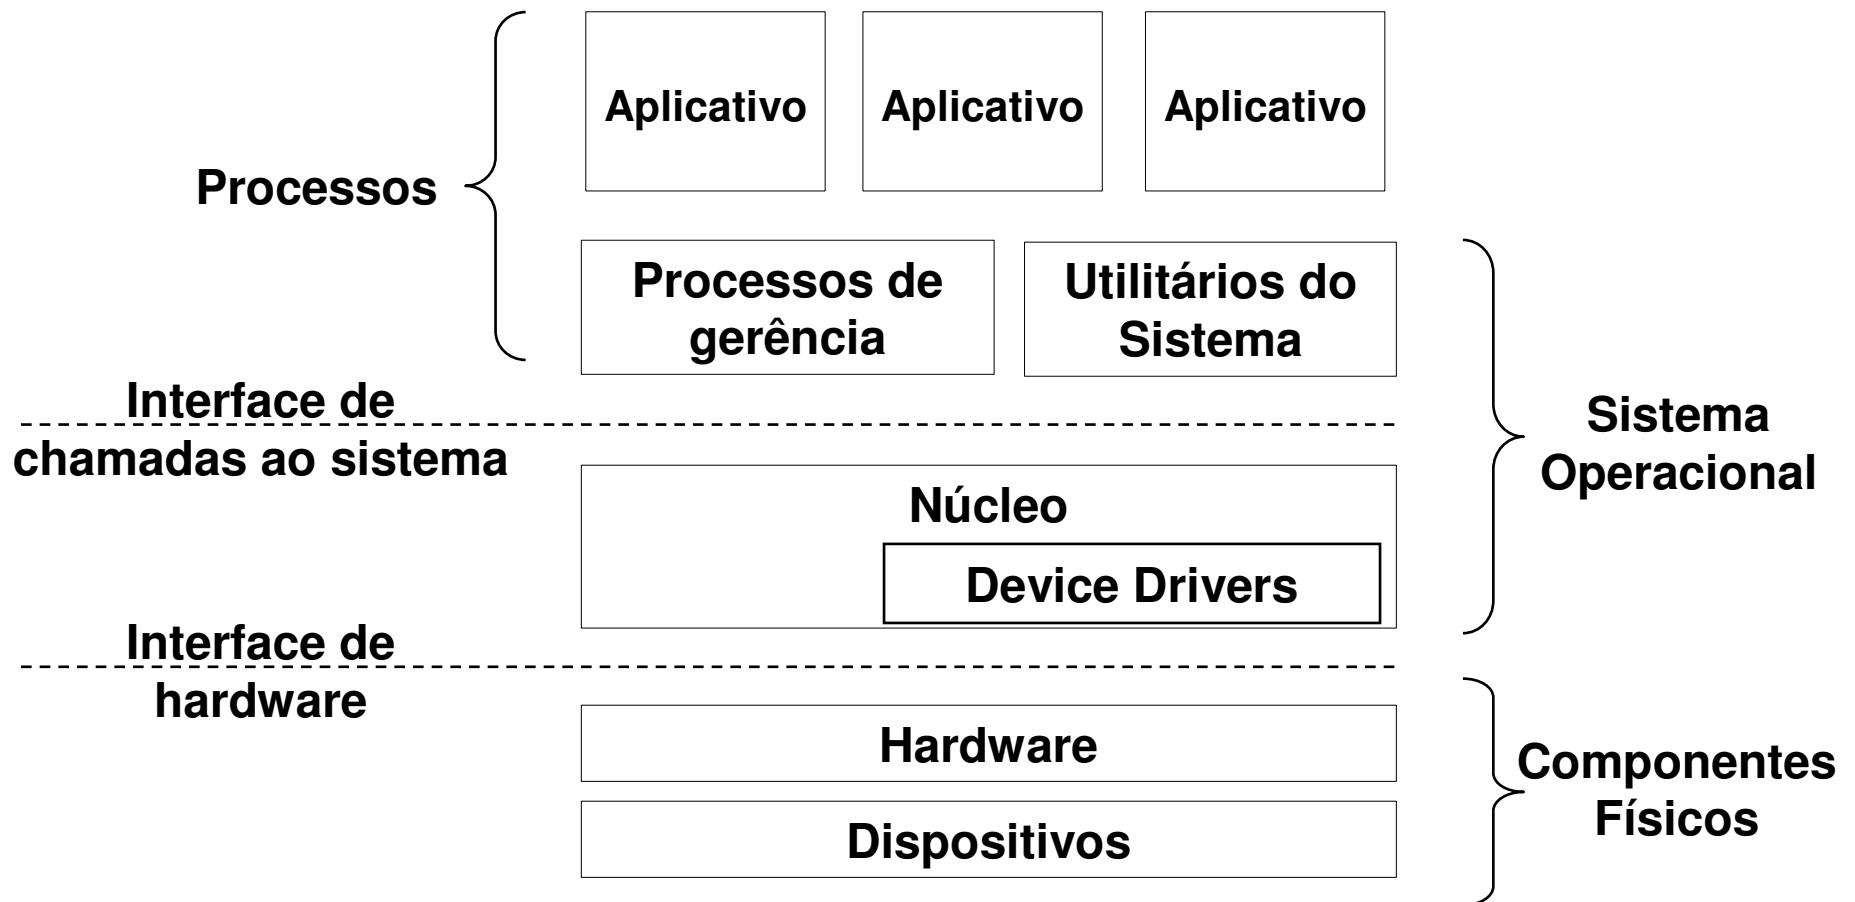 Aplicativo Aplicativo Aplicativo
Processos
Processos de
gerência
Utilitários do
Sistema
Interface de
chamadas ao sistema
Sistema
Operacional
Núcleo
Device Drivers
Interface de
hardware
Hardware
Componentes
Físicos
Dispositivos